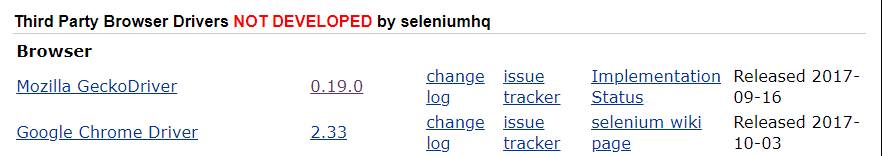 Third Party Browser Drivers NOT DEVELOPED by seleniumhq
Browser
Mozilla GeckoDriver 0.19.0 change log issue tracker Implementation Status Released 2017-09-16
Google Chrome Driver 2.33 change log issue tracker selenium wiki page Released 2017-10-03